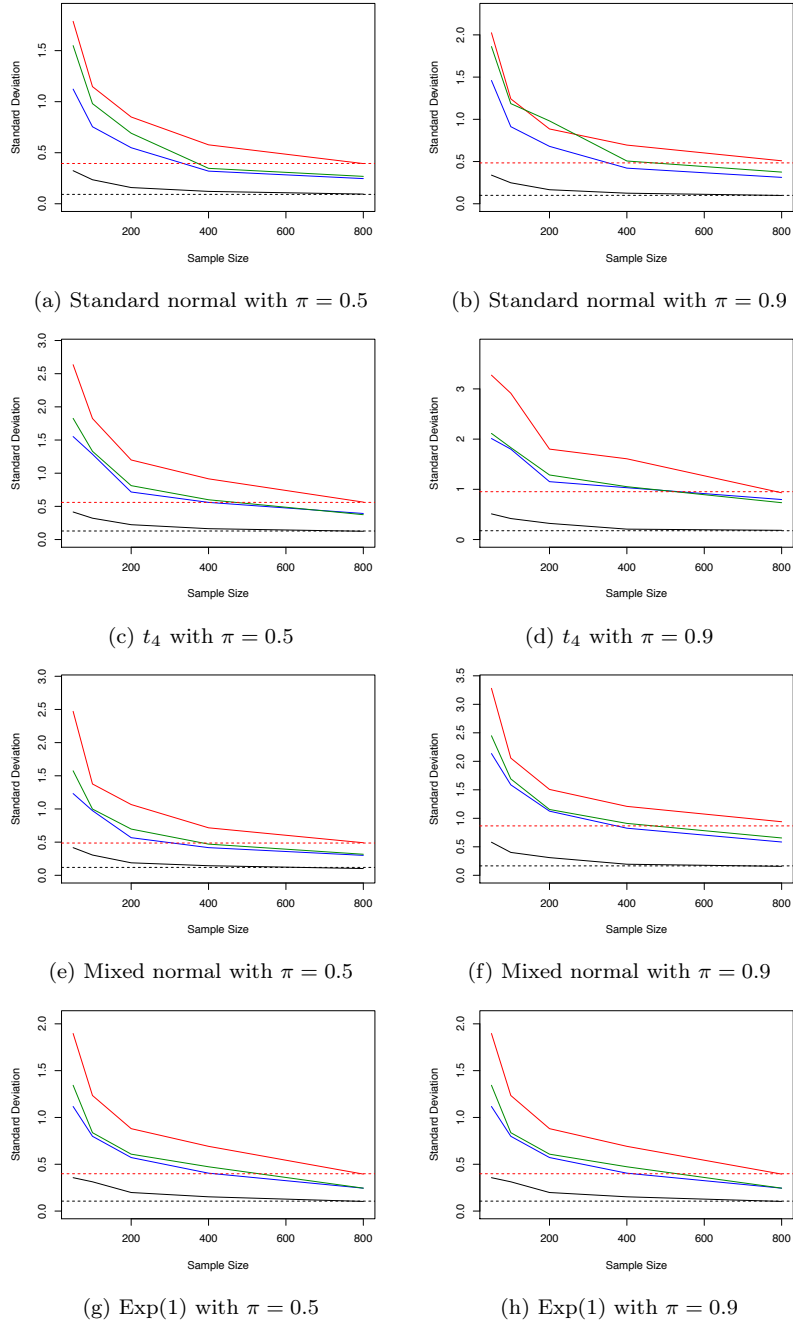 Standard Deviation
0.0 0.5 1.0 1.5
200 400 600 800
Sample Size
(a) Standard normal with π = 0.5
Standard Deviation
0.0 0.5 1.0 1.5 2.0
200 400 600 800
Sample Size
(b) Standard normal with π = 0.9
Standard Deviation
0.0 0.5 1.0 1.5 2.0 2.5 3.0
200 400 600 800
Sample Size
(c) t₄ with π = 0.5
Standard Deviation
0 1 2 3
200 400 600 800
Sample Size
(d) t₄ with π = 0.9
Standard Deviation
0.0 0.5 1.0 1.5 2.0 2.5 3.0
200 400 600 800
Sample Size
(e) Mixed normal with π = 0.5
Standard Deviation
0.0 0.5 1.0 1.5 2.0 2.5 3.0 3.5
200 400 600 800
Sample Size
(f) Mixed normal with π = 0.9
Standard Deviation
0.0 0.5 1.0 1.5 2.0
200 400 600 800
Sample Size
(g) Exp(1) with π = 0.5
Standard Deviation
0.0 0.5 1.0 1.5 2.0
200 400 600 800
Sample Size
(h) Exp(1) with π = 0.9